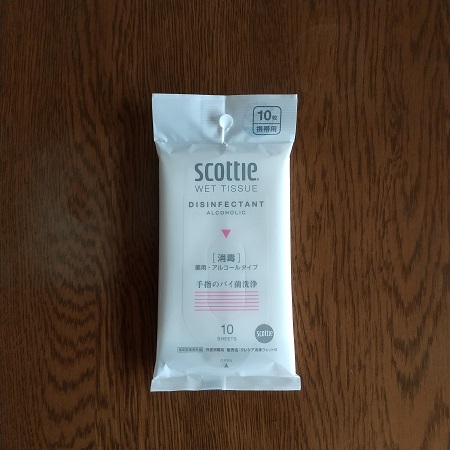 10枚
携帯用
scottie®
WET TISSUE
DISINFECTANT
ALCOHOLIC
[消毒]
薬用・アルコールタイプ
手指のバイ菌洗浄
10
SHEETS
scottie
OPEN